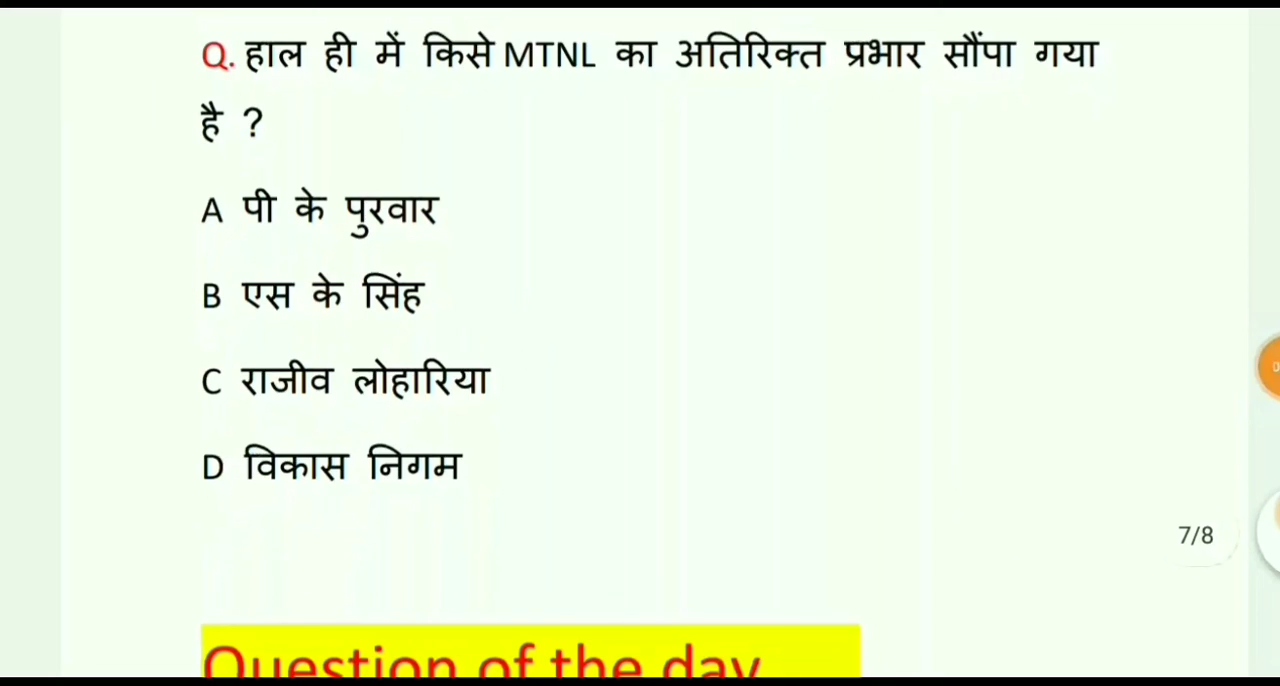 Q. हाल ही में किसे MTNL का अतिरिक्त प्रभार सौंपा गया
है ?
A पी के पुरवार
B एस के सिंह
C राजीव लोहारिया
D विकास निगम
7/8
Question of the day